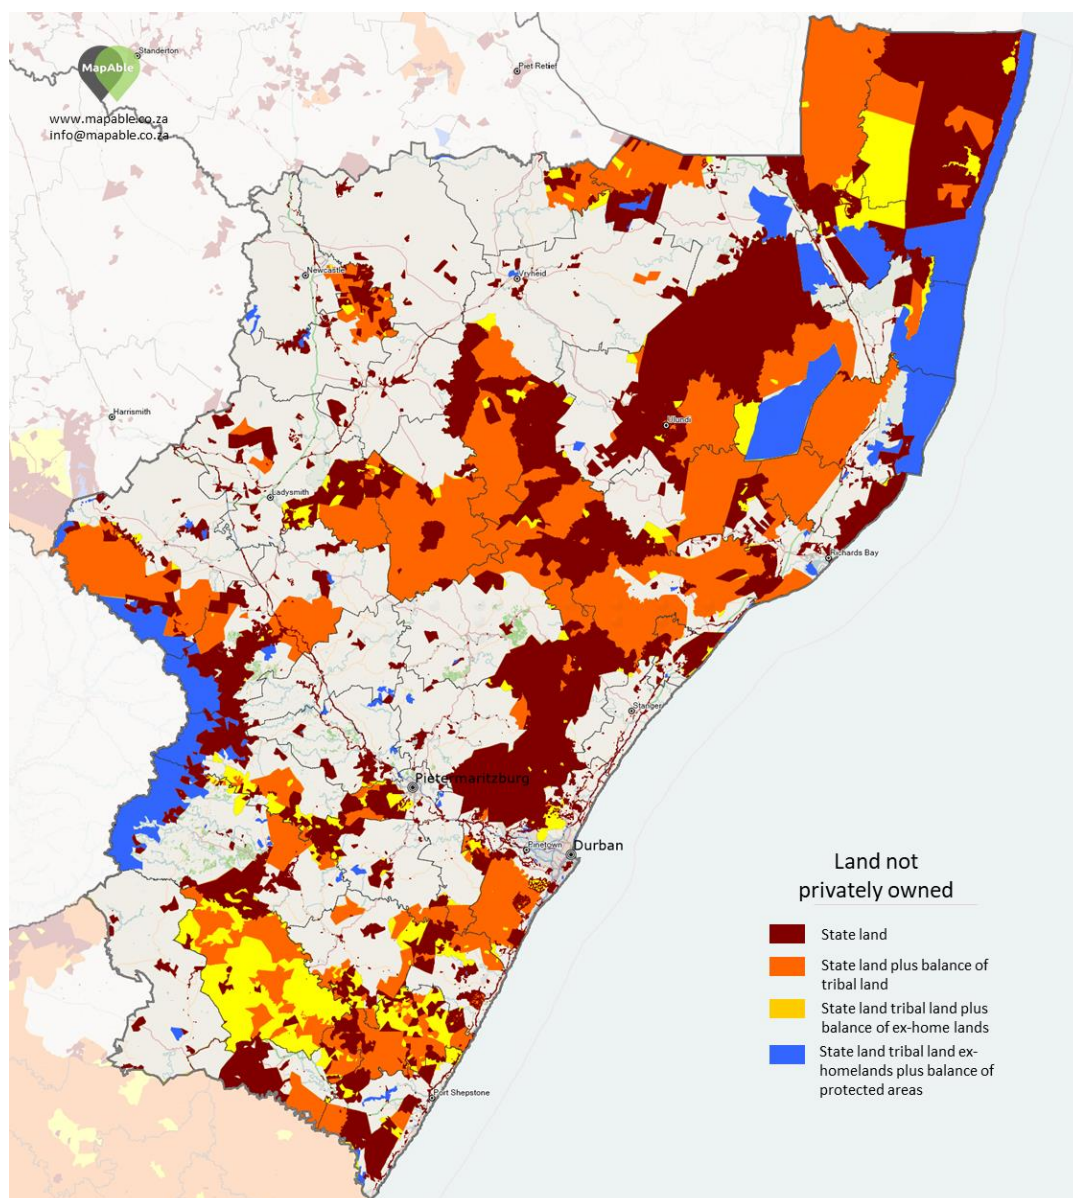 Standerton
MapAble
Piet Retief
www.mapable.co.za
info@mapable.co.za
Newcastle
Vryheid
Harrismith
Ulundi
Ladysmith
Richards Bay
Stanger
Pietermaritzburg
Pinetown
Durban
Land not
privately owned
State land
State land plus balance of
tribal land
State land tribal land plus
balance of ex-home lands
State land tribal land ex-
homelands plus balance of
protected areas
Port Shepstone